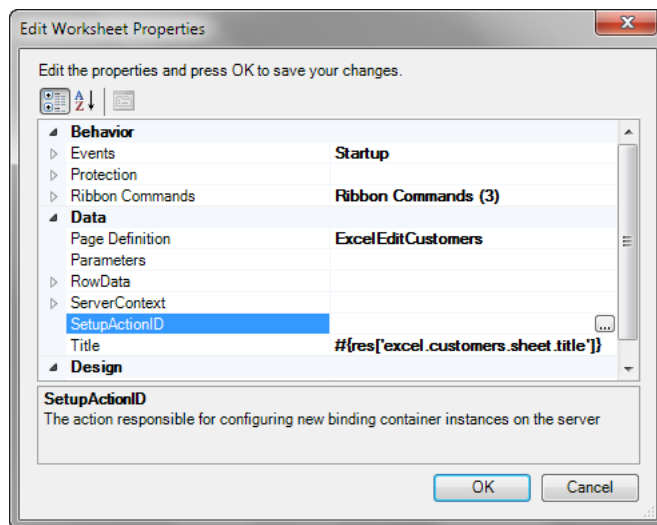 Edit Worksheet Properties
Edit the properties and press OK to save your changes.
Behavior
Events Startup
Protection
Ribbon Commands Ribbon Commands (3)
Data
Page Definition ExcelEditCustomers
Parameters
RowData
ServerContext
SetupActionID ...
Title #{res['excel.customers.sheet.title']}
Design
SetupActionID
The action responsible for configuring new binding container instances on the server
OK Cancel